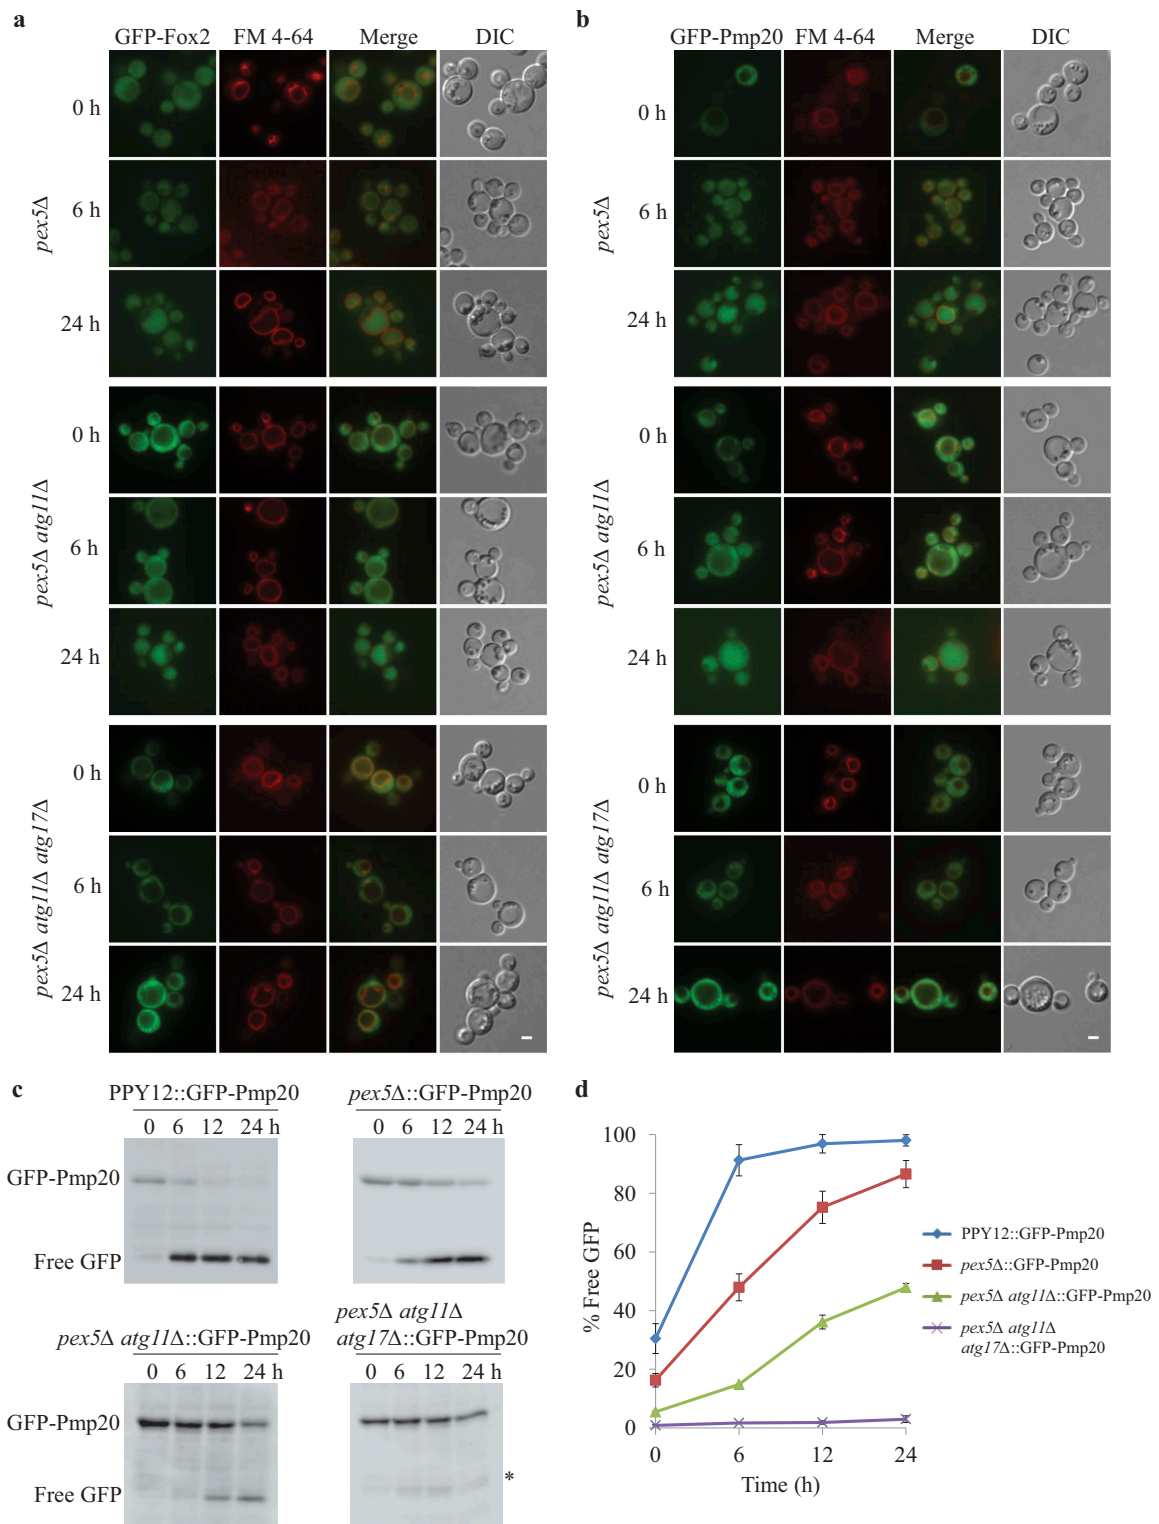 a
GFP-Fox2 FM 4-64 Merge DIC
pex5Δ
0 h
6 h
24 h
pex5Δ atg11Δ
0 h
6 h
24 h
pex5Δ atg11Δ atg17Δ
0 h
6 h
24 h
b
GFP-Pmp20 FM 4-64 Merge DIC
pex5Δ
0 h
6 h
24 h
pex5Δ atg11Δ
0 h
6 h
24 h
pex5Δ atg11Δ atg17Δ
0 h
6 h
24 h
c
PPY12::GFP-Pmp20
0 6 12 24 h
pex5Δ::GFP-Pmp20
0 6 12 24 h
GFP-Pmp20
Free GFP
pex5Δ atg11Δ::GFP-Pmp20
0 6 12 24 h
pex5Δ atg11Δ
atg17Δ::GFP-Pmp20
0 6 12 24 h
GFP-Pmp20
Free GFP
*
d
% Free GFP
100
80
60
40
20
0
0 6 12 24
Time (h)
PPY12::GFP-Pmp20
pex5Δ::GFP-Pmp20
pex5Δ atg11Δ::GFP-Pmp20
pex5Δ atg11Δ
atg17Δ::GFP-Pmp20